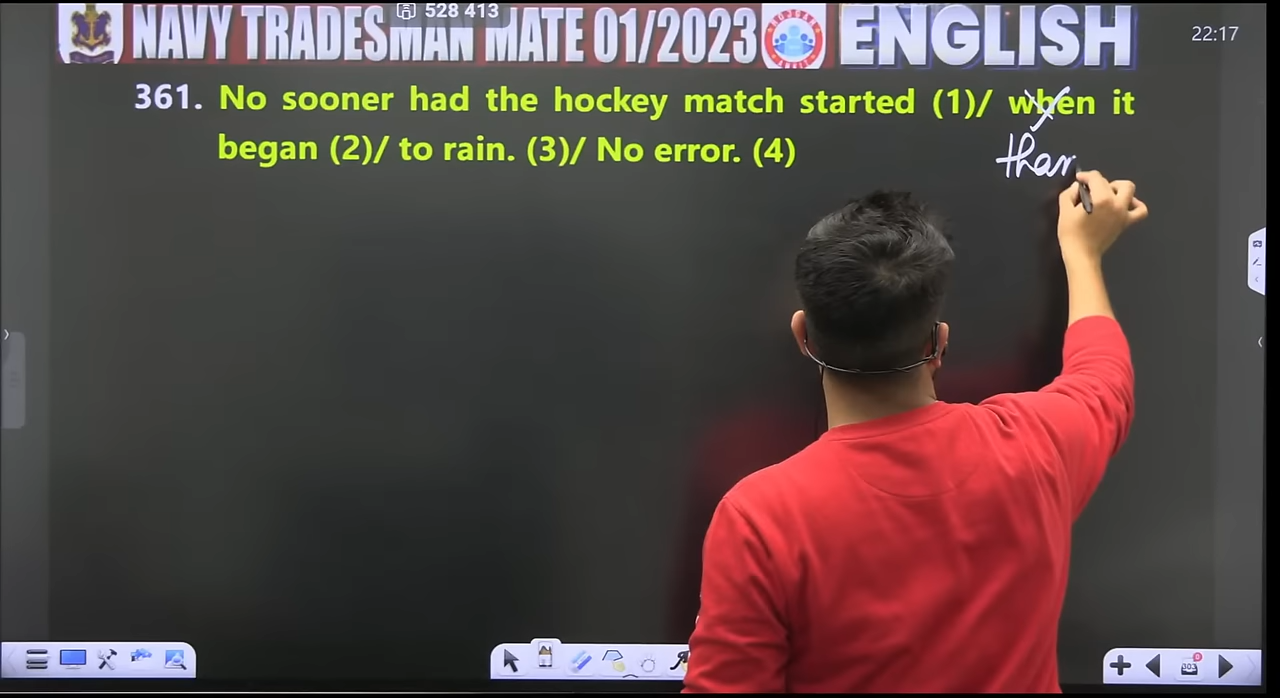 528 413
NAVY TRADESMAN MATE 01/2023 ENGLISH
22:17
361. No sooner had the hockey match started (1)/ when it
began (2)/ to rain. (3)/ No error. (4)
than
303